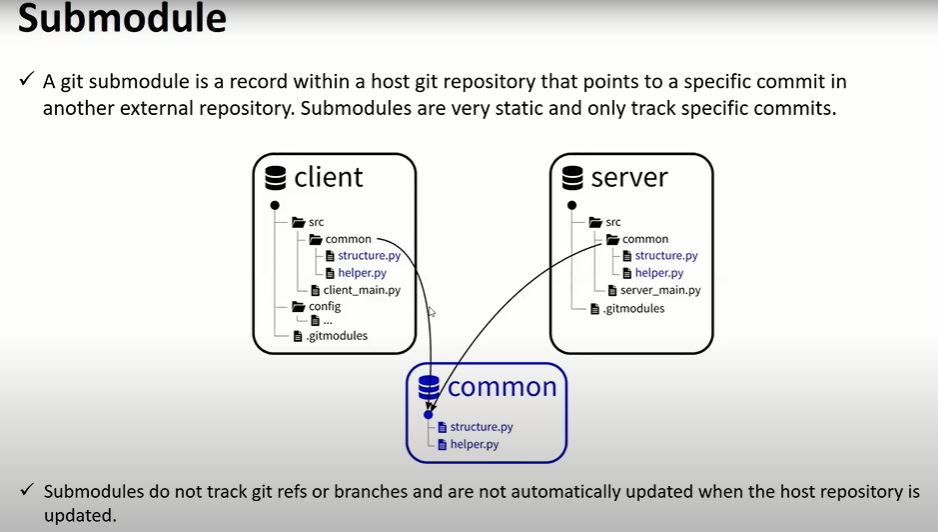 Submodule
✓ A git submodule is a record within a host git repository that points to a specific commit in
another external repository. Submodules are very static and only track specific commits.
client
src
common
structure.py
helper.py
client_main.py
config
...
.gitmodules
server
src
common
structure.py
helper.py
server_main.py
.gitmodules
common
structure.py
helper.py
✓ Submodules do not track git refs or branches and are not automatically updated when the host repository is
updated.